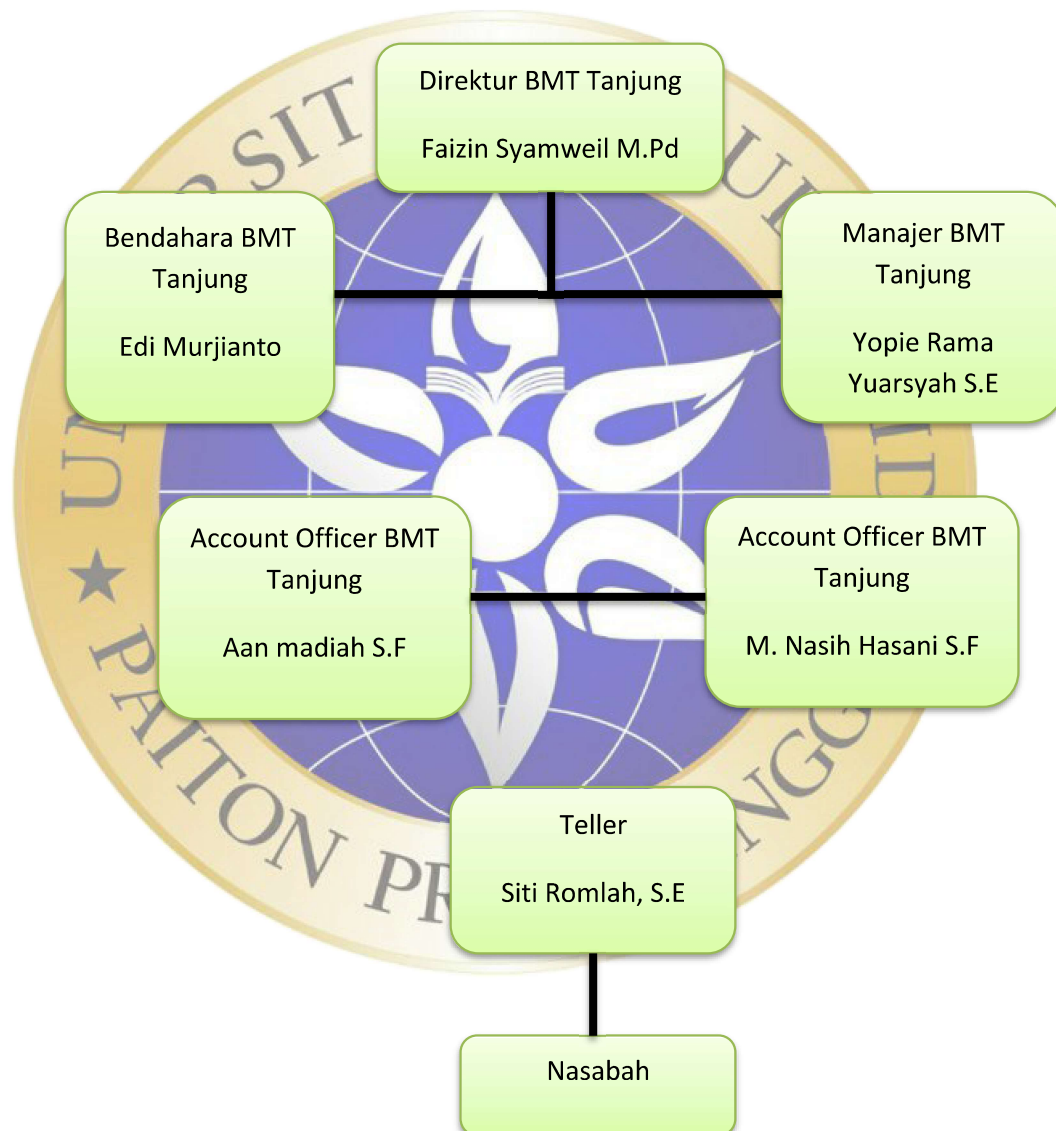 Direktur BMT Tanjung
Faizin Syamweil M.Pd
Bendahara BMT
Tanjung
Edi Murjianto
Manajer BMT
Tanjung
Yopie Rama
Yuarsyah S.E
Account Officer BMT
Tanjung
Aan madiah S.F
Account Officer BMT
Tanjung
M. Nasih Hasani S.F
Teller
Siti Romlah, S.E
Nasabah
PAITON